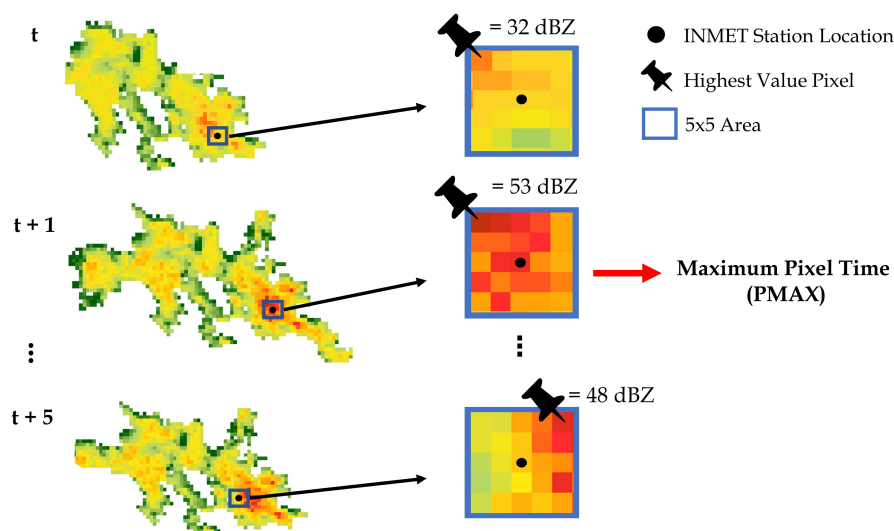 t
= 32 dBZ
INMET Station Location
Highest Value Pixel
5x5 Area
t + 1
= 53 dBZ
Maximum Pixel Time
(PMAX)
...
...
t + 5
= 48 dBZ